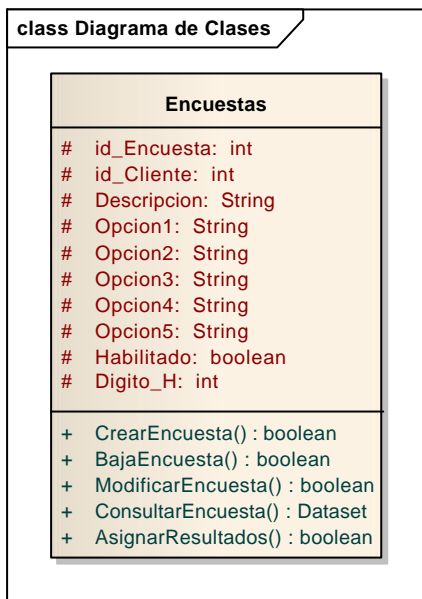 class Diagrama de Clases
Encuestas
# id_Encuesta: int
# id_Cliente: int
# Descripcion: String
# Opcion1: String
# Opcion2: String
# Opcion3: String
# Opcion4: String
# Opcion5: String
# Habilitado: boolean
# Digito_H: int
+ CrearEncuesta() : boolean
+ BajaEncuesta() : boolean
+ ModificarEncuesta() : boolean
+ ConsultarEncuesta() : Dataset
+ AsignarResultados() : boolean